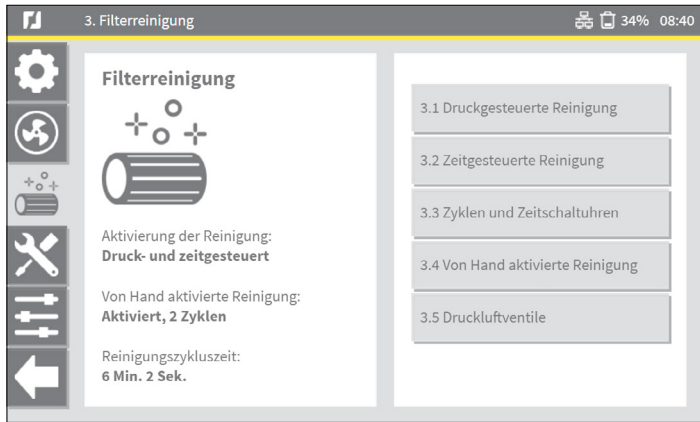 3. Filterreinigung
34% 08:40
Filterreinigung
Aktivierung der Reinigung:
Druck- und zeitgesteuert
Von Hand aktivierte Reinigung:
Aktiviert, 2 Zyklen
Reinigungszykluszeit:
6 Min. 2 Sek.
3.1 Druckgesteuerte Reinigung
3.2 Zeitgesteuerte Reinigung
3.3 Zyklen und Zeitschaltuhren
3.4 Von Hand aktivierte Reinigung
3.5 Druckluftventile